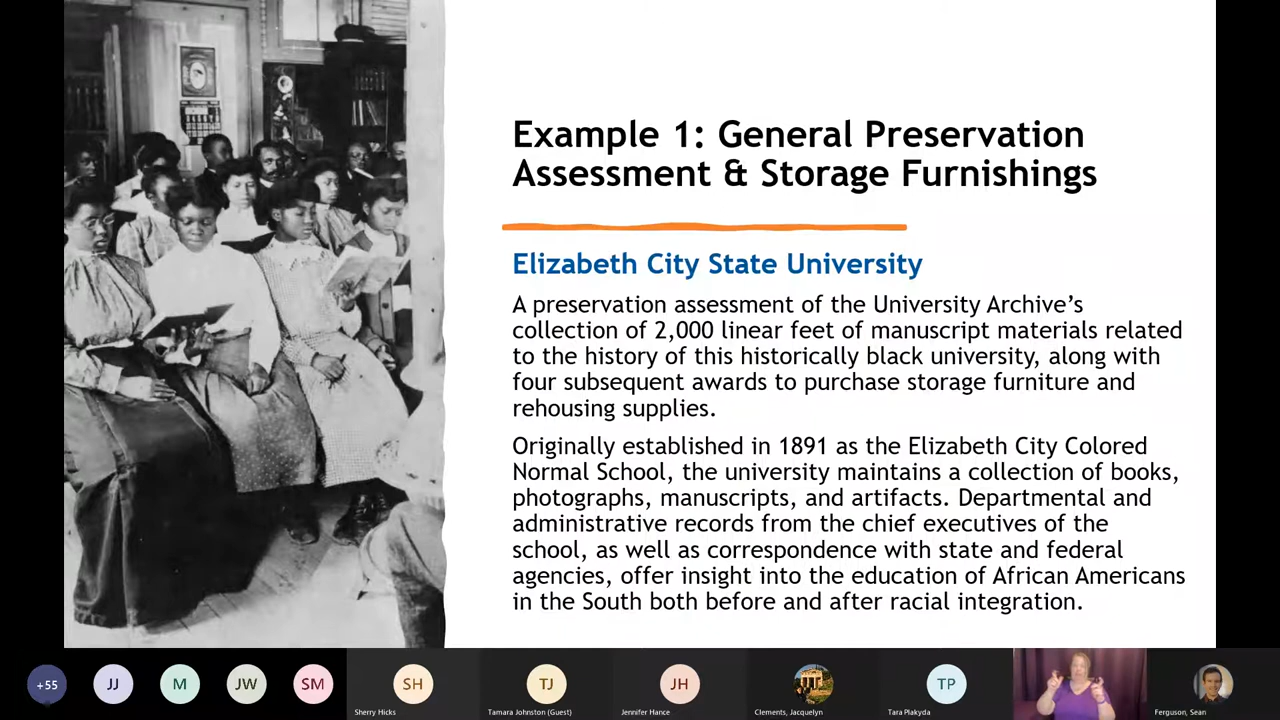 Example 1: General Preservation
Assessment & Storage Furnishings
Elizabeth City State University
A preservation assessment of the University Archive’s
collection of 2,000 linear feet of manuscript materials related
to the history of this historically black university, along with
four subsequent awards to purchase storage furniture and
rehousing supplies.
Originally established in 1891 as the Elizabeth City Colored
Normal School, the university maintains a collection of books,
photographs, manuscripts, and artifacts. Departmental and
administrative records from the chief executives of the
school, as well as correspondence with state and federal
agencies, offer insight into the education of African Americans
in the South both before and after racial integration.
+55
JJ
M
JW
SM
SH
TJ
JH
TP
Sherry Hicks
Tamara Johnston (Guest)
Jennifer Hance
Clements, Jacquelyn
Tara Plakyda
Ferguson, Sean